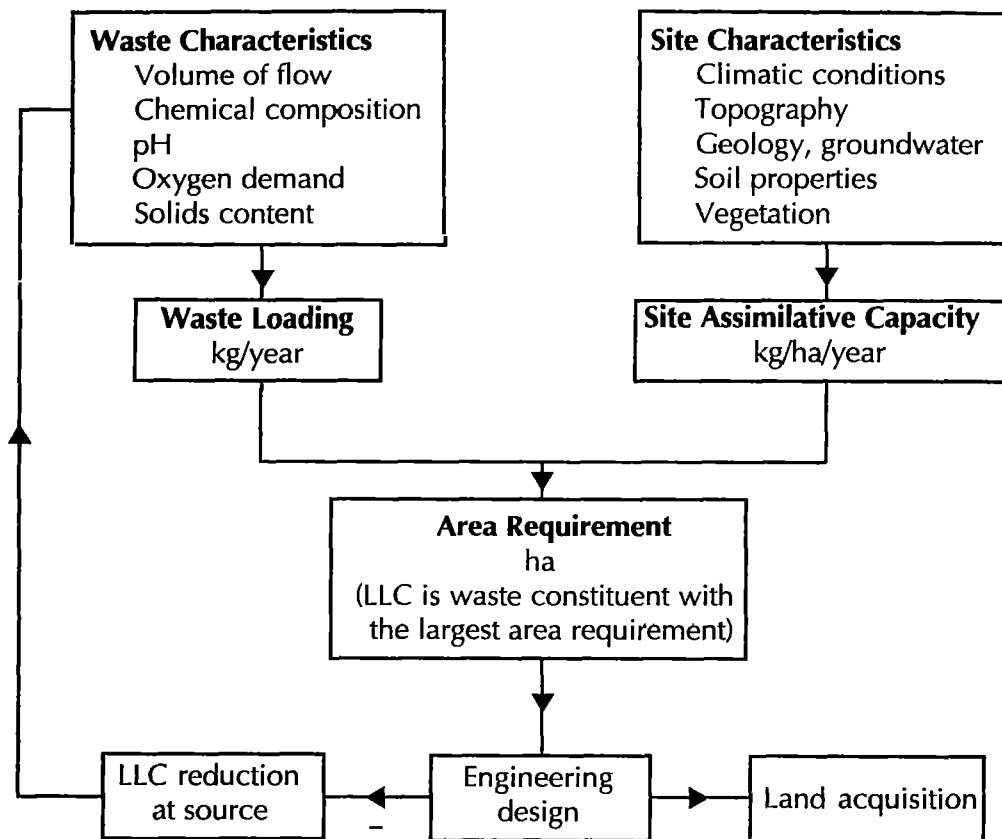 Waste Characteristics
Volume of flow
Chemical composition
pH
Oxygen demand
Solids content
Site Characteristics
Climatic conditions
Topography
Geology, groundwater
Soil properties
Vegetation
Waste Loading
kg/year
Site Assimilative Capacity
kg/ha/year
Area Requirement
ha
(LLC is waste constituent with
the largest area requirement)
LLC reduction
at source
Engineering
design
Land acquisition